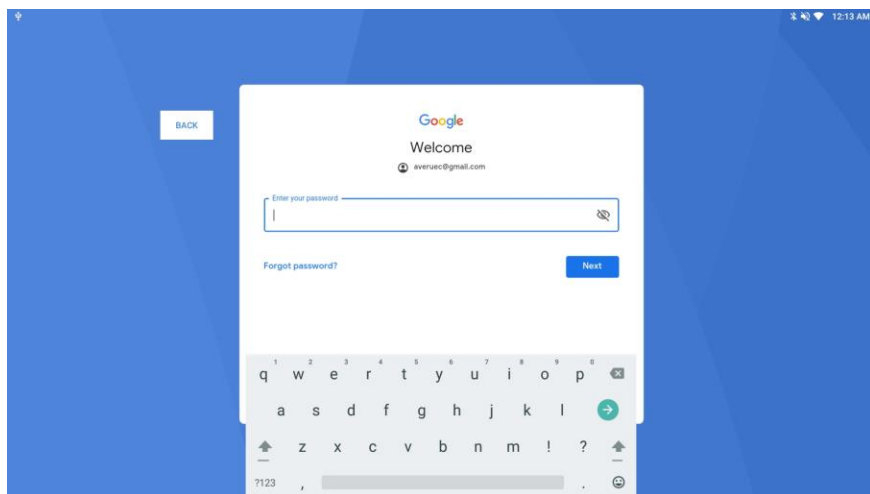 12:13 AM
BACK
Google
Welcome
averuec@gmail.com
Enter your password
Forgot password?
Next
1 2 3 4 5 6 7 8 9 0
q w e r t y u i o p
a s d f g h j k l
z x c v b n m ! ?
?123 , .